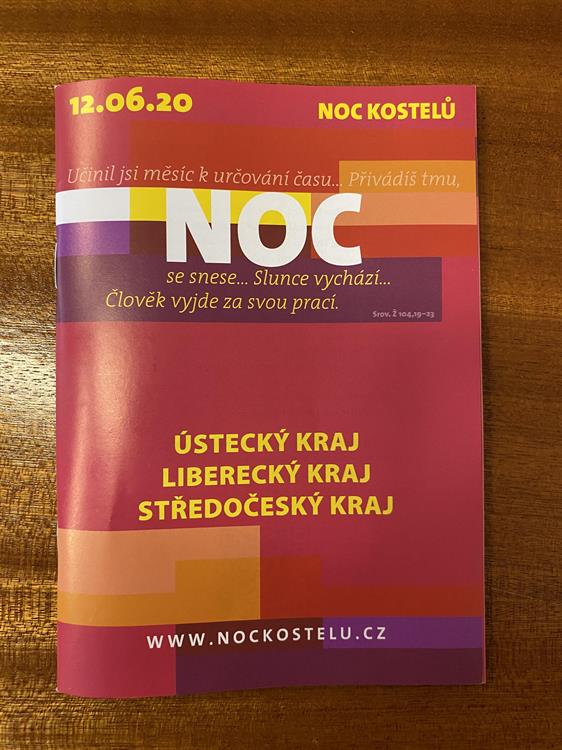 12.06.20
NOC KOSTELŮ
Učinil jsi měsíc k určování času... Přivádíš tmu,
NOC
se snese... Slunce vychází...
Člověk vyjde za svou prací.
Srov. Ž 104,19–23
ÚSTECKÝ KRAJ
LIBERECKÝ KRAJ
STŘEDOČESKÝ KRAJ
WWW.NOCKOSTELU.CZ